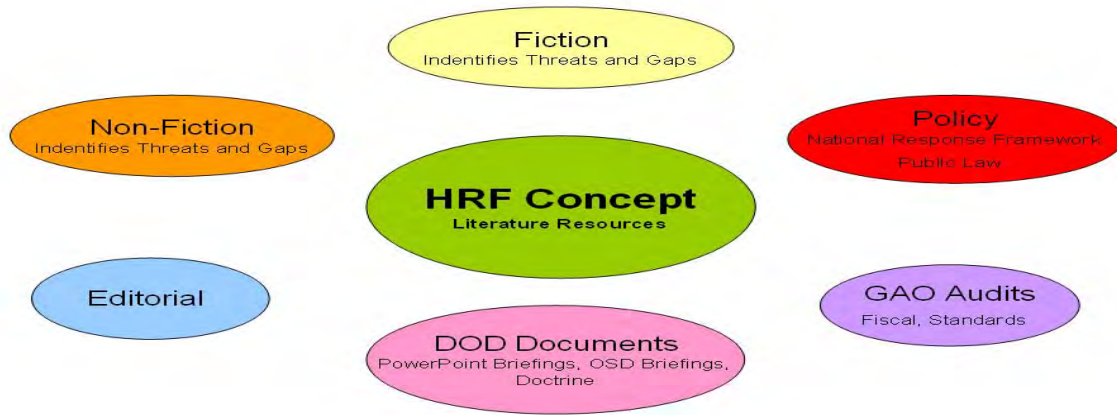 Fiction
Indentifies Threats and Gaps
Non-Fiction
Indentifies Threats and Gaps
Policy
National Response Framework
Public Law
HRF Concept
Literature Resources
Editorial
GAO Audits
Fiscal, Standards
DOD Documents
PowerPoint Briefings, OSD Briefings,
Doctrine